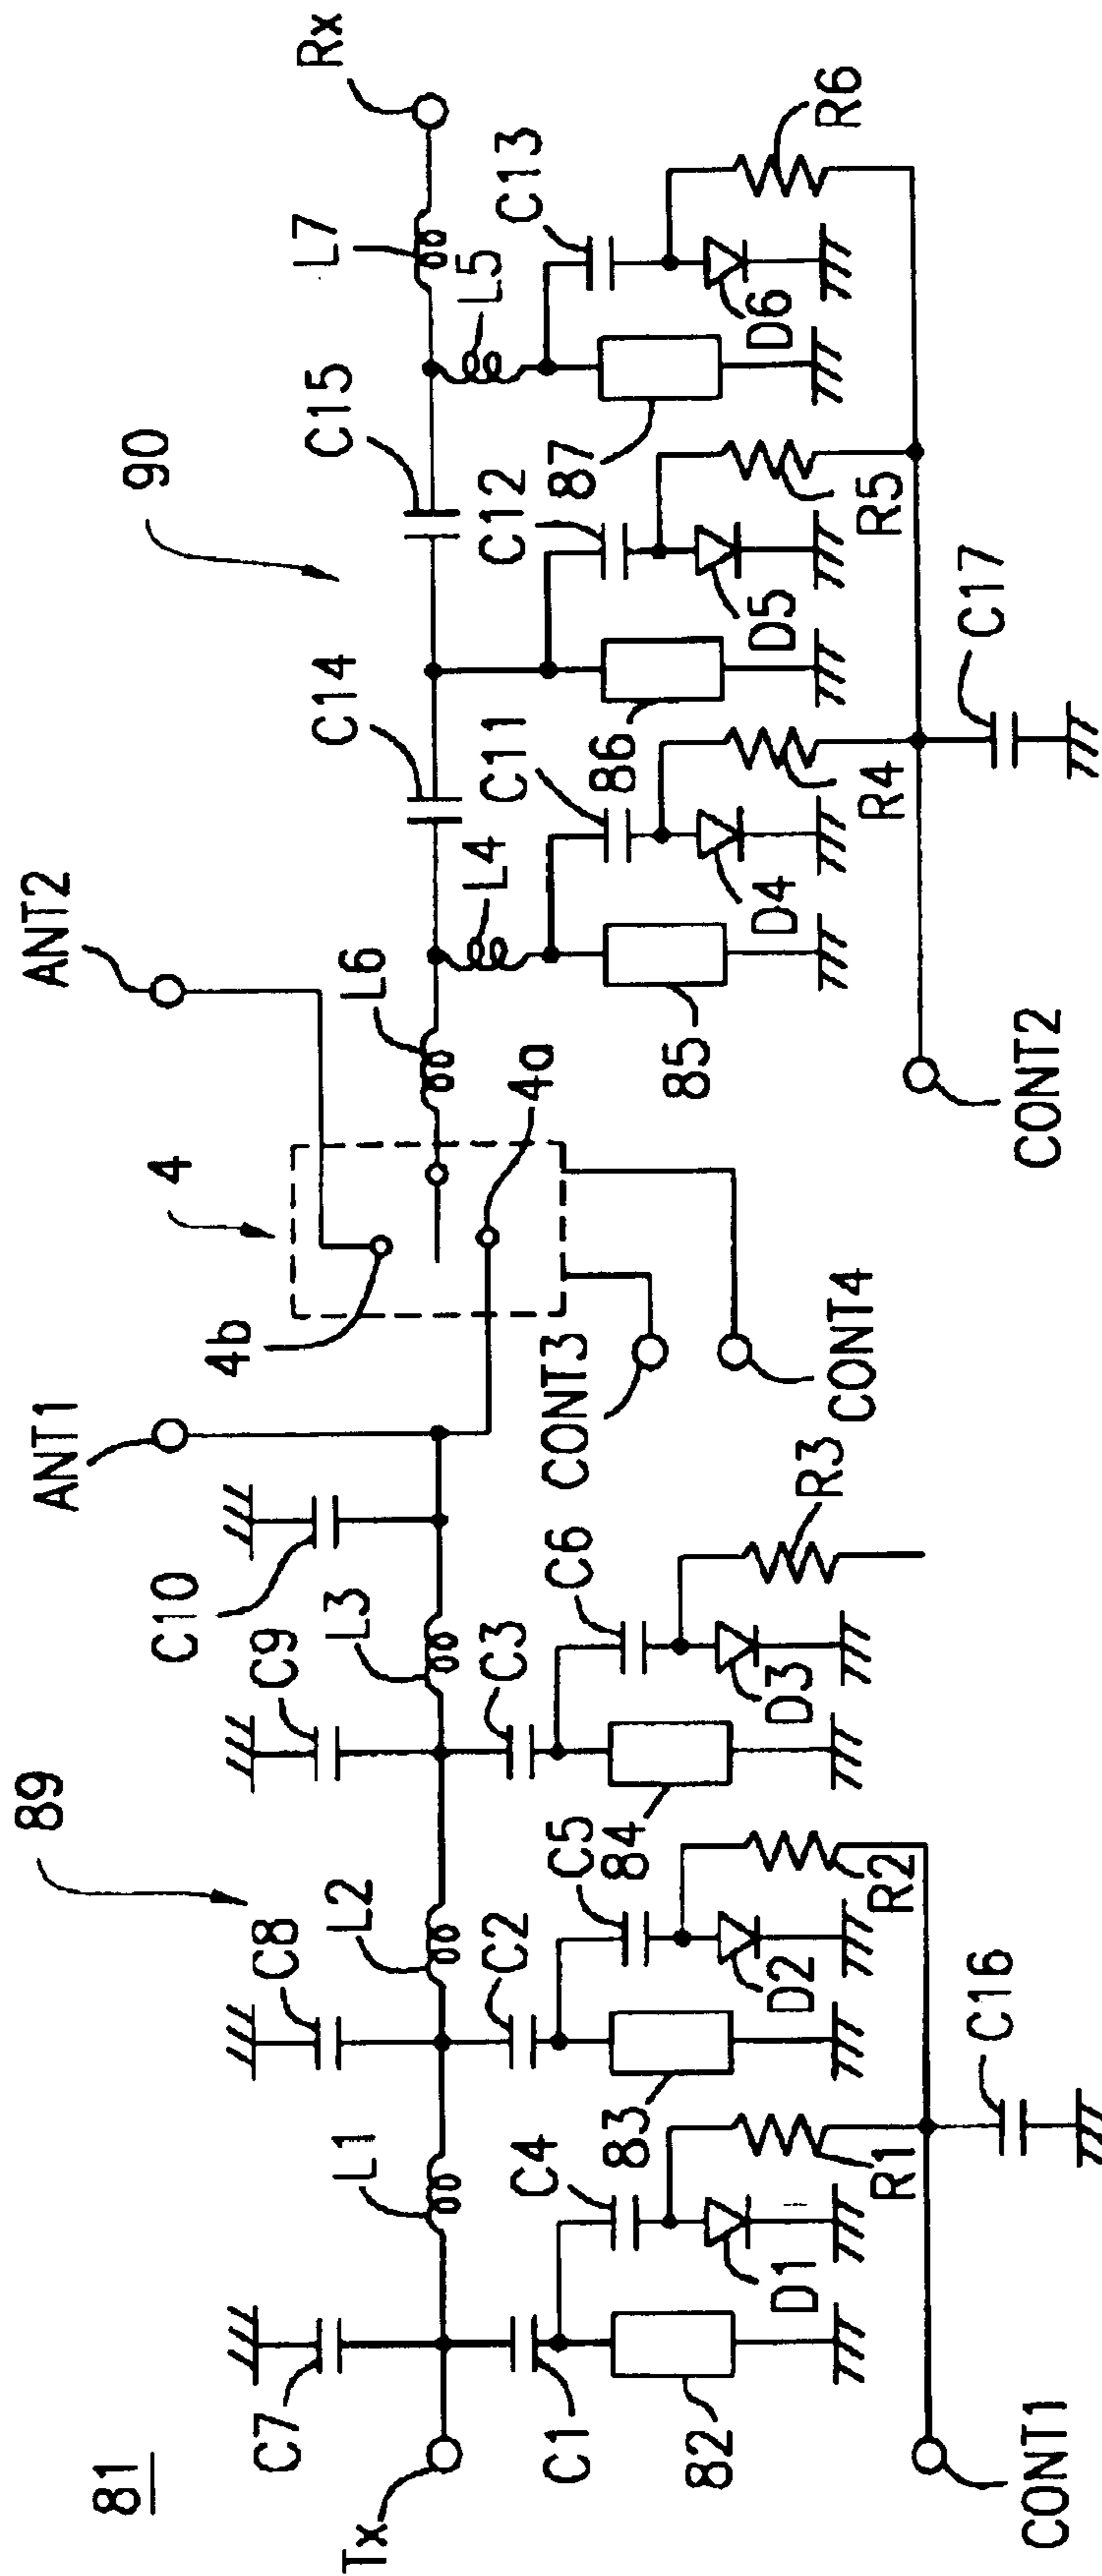 81
89
90
ANT1
ANT2
4
4b
4a
Tx
Rx
C7
C8
C9
C10
L1
L2
L3
L6
L7
C14
C15
C1
C2
C3
L4
L5
C4
C5
C6
C11
C12
C13
82
83
84
85
86
87
D1
D2
D3
D4
D5
D6
R1
R2
R3
R4
R5
R6
C16
C17
CONT1
CONT2
CONT3
CONT4